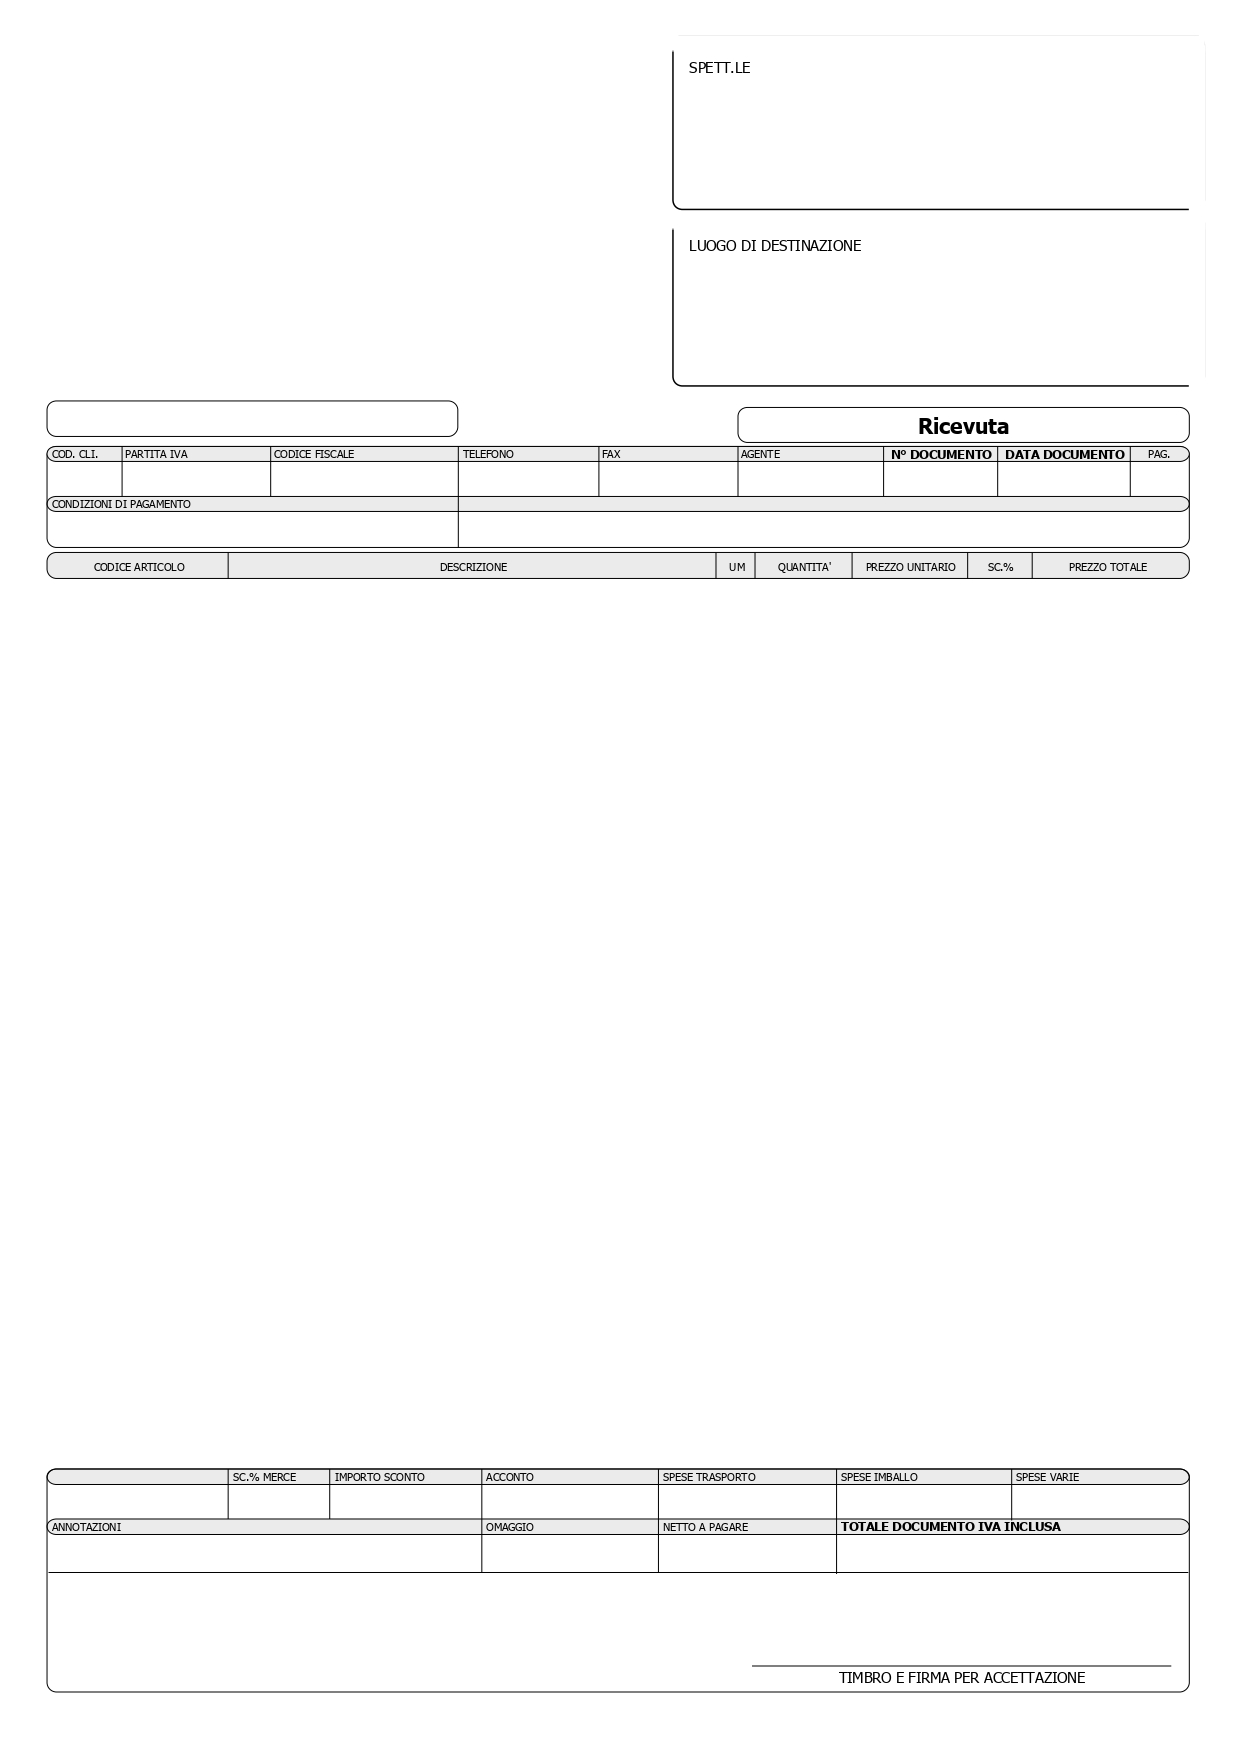 SPETT.LE
LUOGO DI DESTINAZIONE
Ricevuta
COD. CLI. PARTITA IVA CODICE FISCALE TELEFONO FAX AGENTE Nº DOCUMENTO DATA DOCUMENTO PAG.
CONDIZIONI DI PAGAMENTO
CODICE ARTICOLO DESCRIZIONE UM QUANTITA' PREZZO UNITARIO SC.% PREZZO TOTALE
SC.% MERCE IMPORTO SCONTO ACCONTO SPESE TRASPORTO SPESE IMBALLO SPESE VARIE
ANNOTAZIONI OMAGGIO NETTO A PAGARE TOTALE DOCUMENTO IVA INCLUSA
TIMBRO E FIRMA PER ACCETTAZIONE